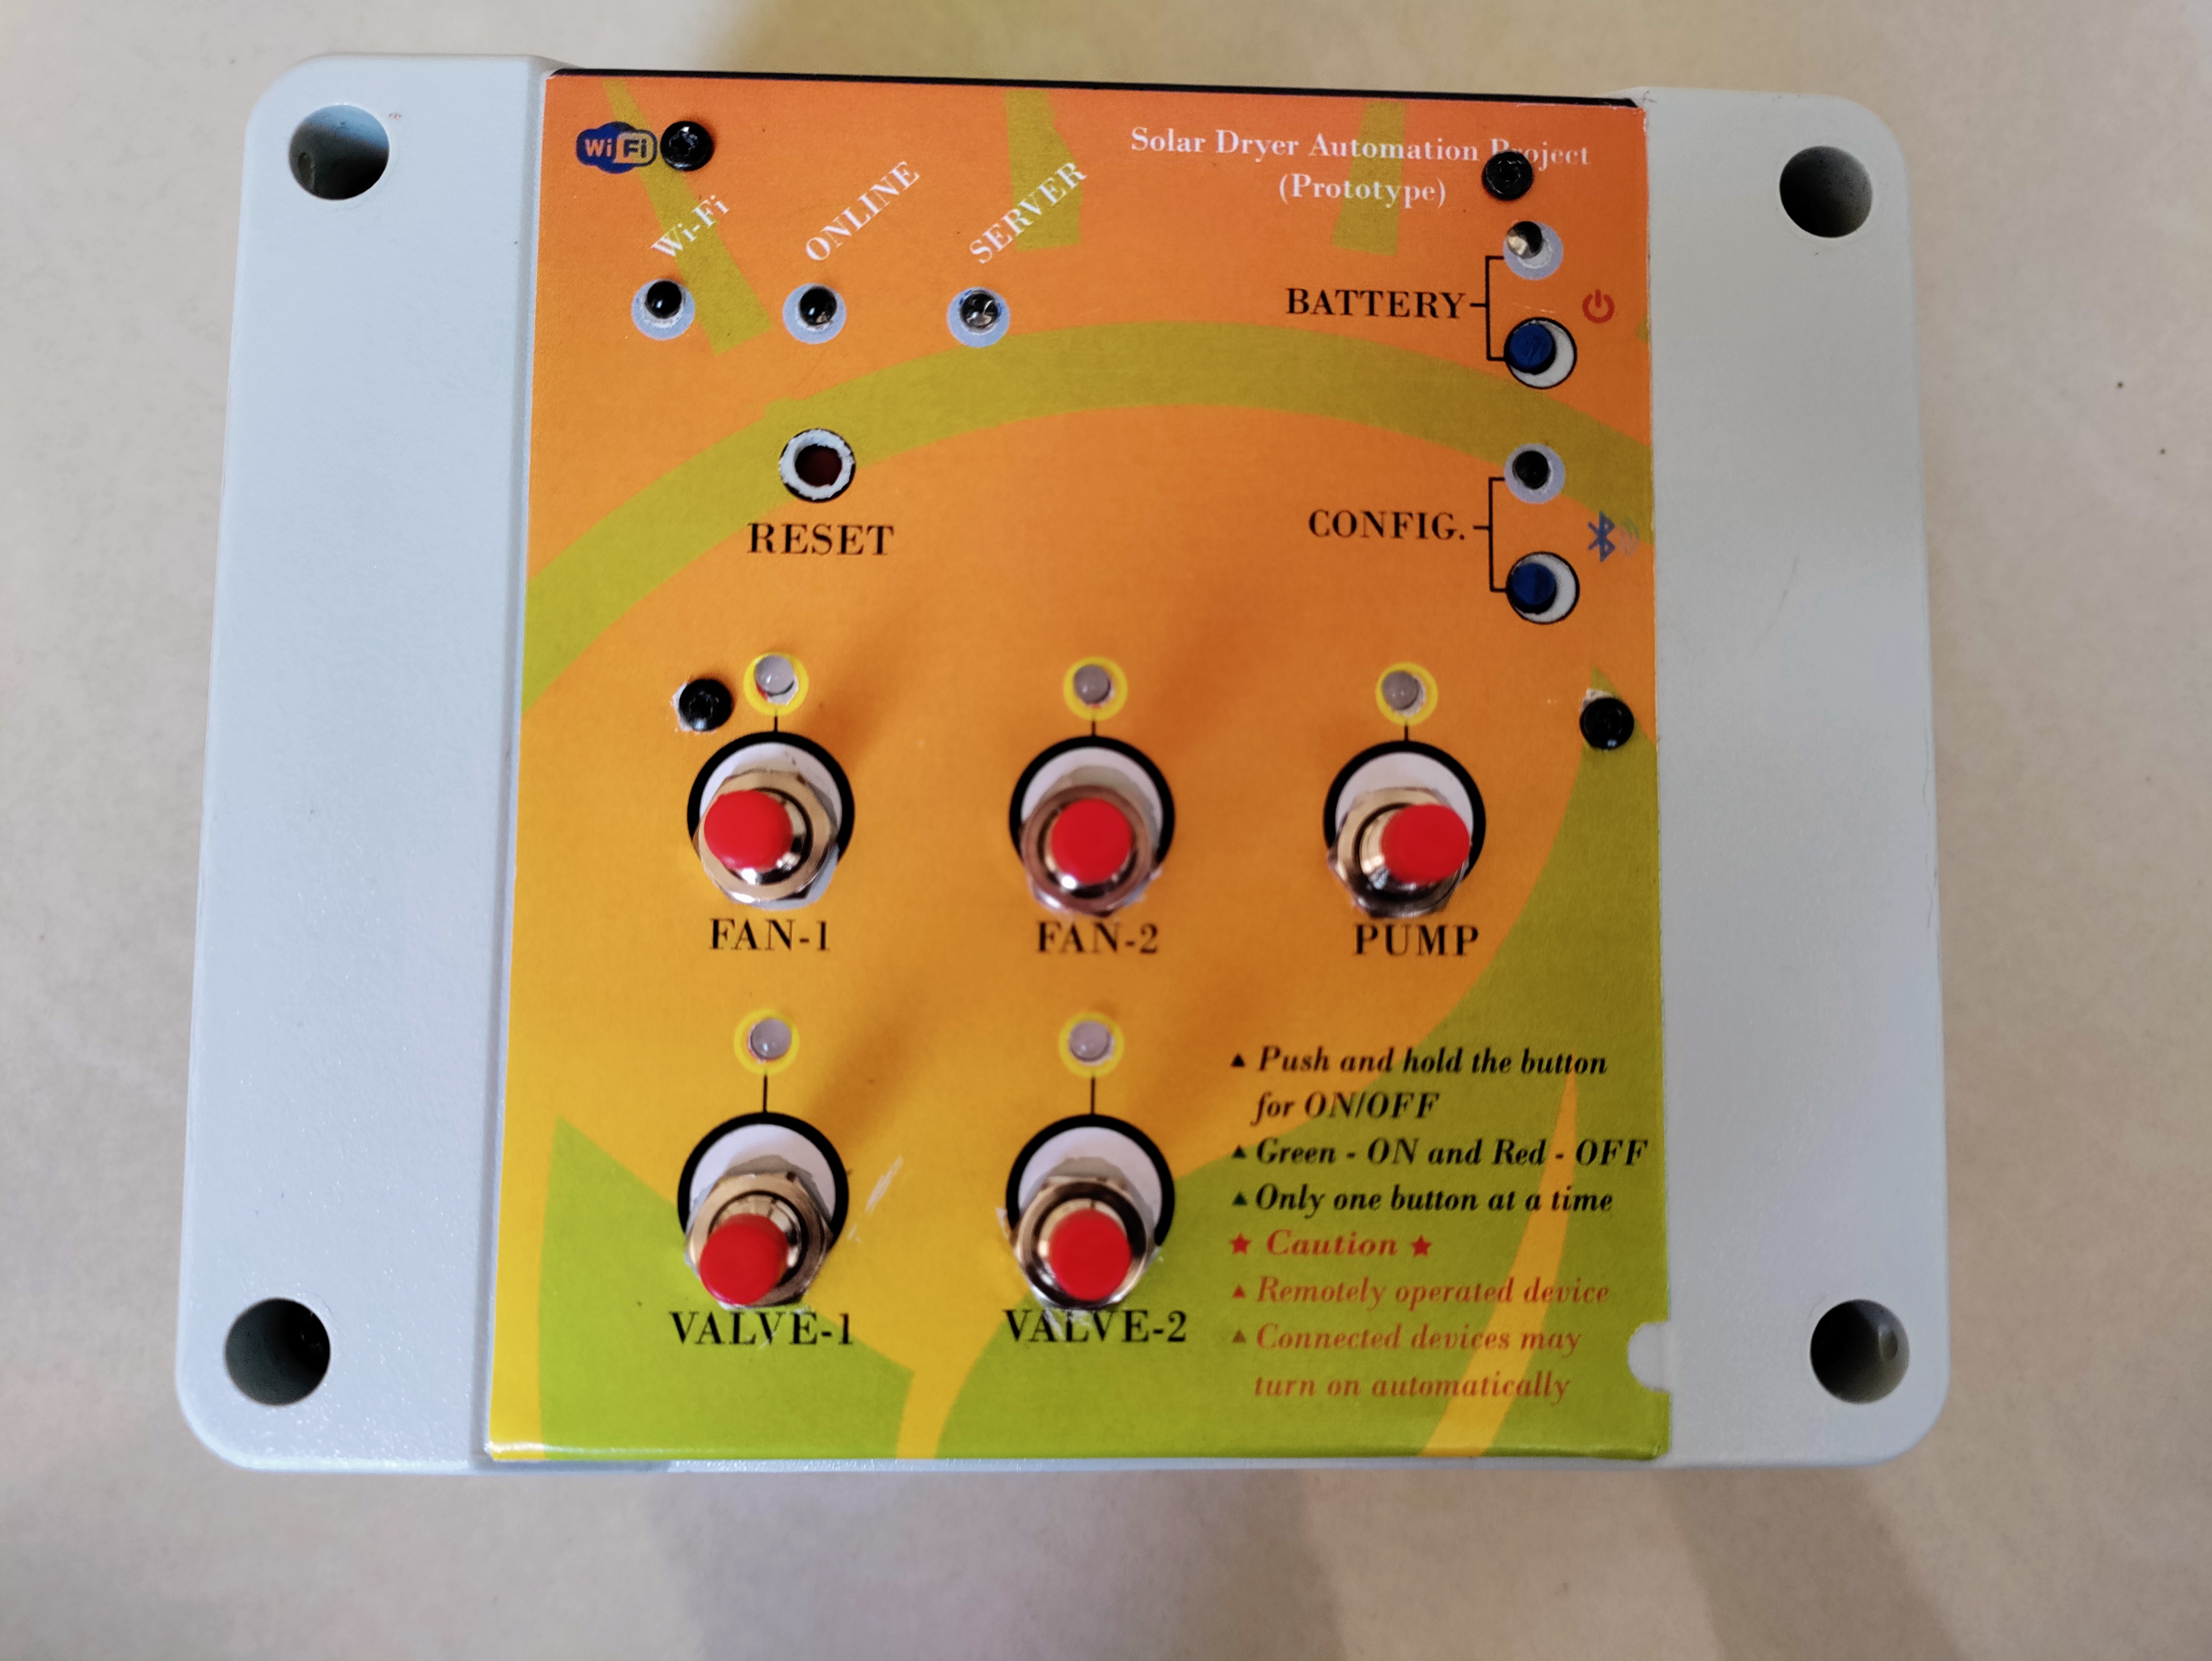 WiFi
Solar Dryer Automation Project
(Prototype)
Wi-Fi
ONLINE
SERVER
BATTERY
RESET
CONFIG.
FAN-1
FAN-2
PUMP
VALVE-1
VALVE-2
▲ Push and hold the button
for ON/OFF
▲ Green - ON and Red - OFF
▲ Only one button at a time
★ Caution ★
▲ Remotely operated device
▲ Connected devices may
turn on automatically